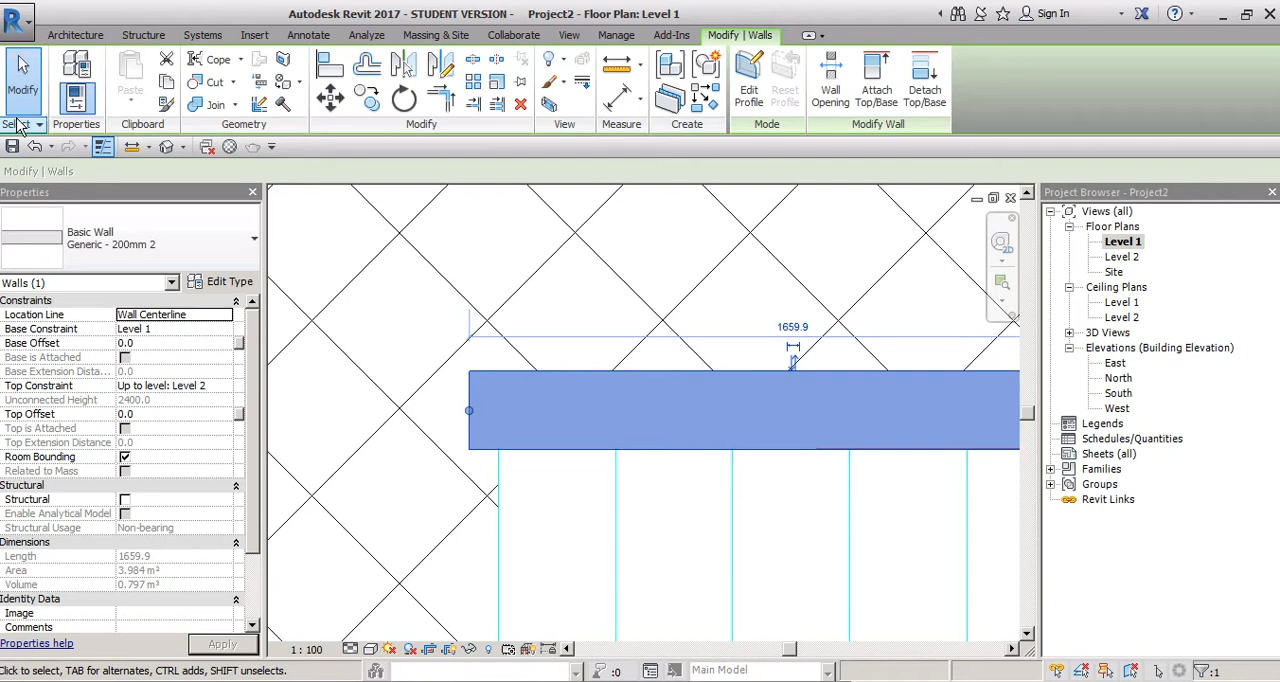 Autodesk Revit 2017 - STUDENT VERSION - Project2 - Floor Plan: Level 1
Sign In
Architecture Structure Systems Insert Annotate Analyze Massing & Site Collaborate View Manage Add-Ins Modify | Walls
Modify
Cope
Cut
Join
Paste
Edit Profile
Reset Profile
Wall Opening
Attach Top/Base
Detach Top/Base
Select Properties Clipboard Geometry Modify View Measure Create Mode Modify Wall
Modify | Walls
Properties
Basic Wall
Generic - 200mm 2
Walls (1)
Edit Type
Constraints
Location Line Wall Centerline
Base Constraint Level 1
Base Offset 0.0
Base is Attached
Base Extension Dista... 0.0
Top Constraint Up to level: Level 2
Unconnected Height 2400.0
Top Offset 0.0
Top is Attached
Top Extension Distance 0.0
Room Bounding
Related to Mass
Structural
Structural
Enable Analytical Model
Structural Usage Non-bearing
Dimensions
Length 1659.9
Area 3.984 m²
Volume 0.797 m³
Identity Data
Image
Comments
Properties help
Apply
1659.9
2D
Project Browser - Project2
Views (all)
Floor Plans
Level 1
Level 2
Site
Ceiling Plans
Level 1
Level 2
3D Views
Elevations (Building Elevation)
East
North
South
West
Legends
Schedules/Quantities
Sheets (all)
Families
Groups
Revit Links
1 : 100
Click to select, TAB for alternates, CTRL adds, SHIFT unselects.
:0
Main Model
:1